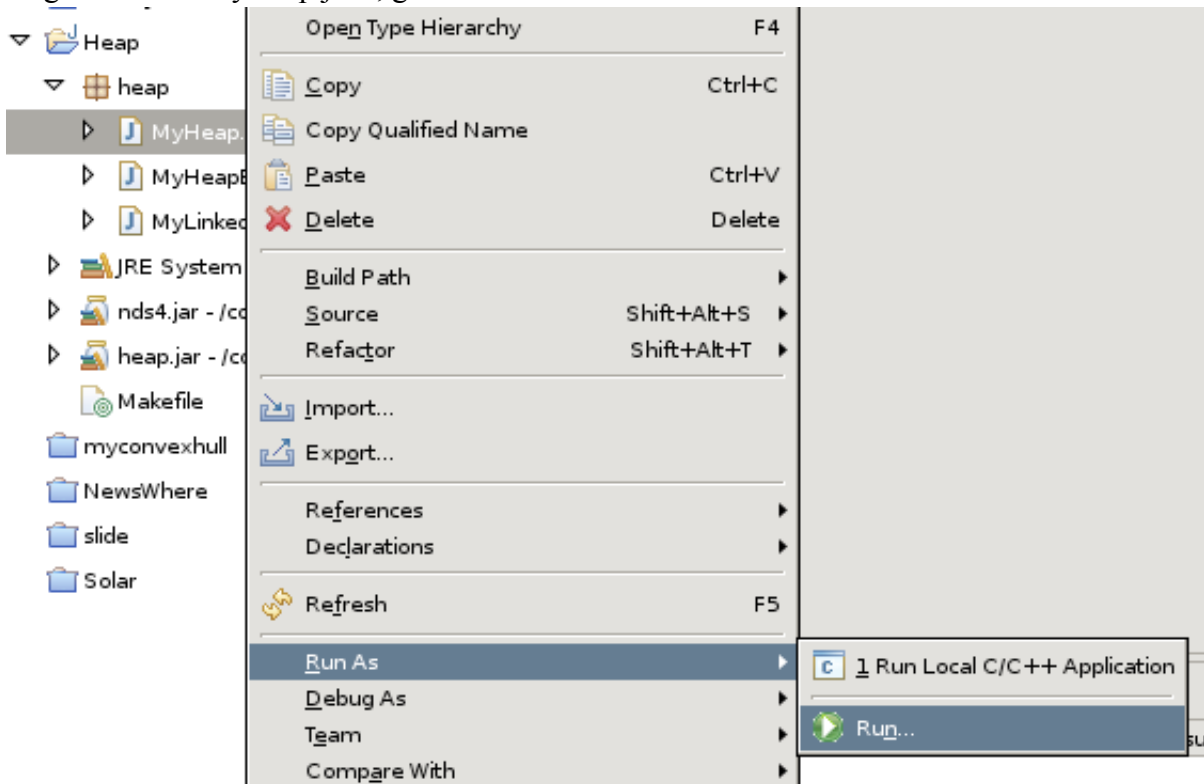 Heap
heap
MyHeap.
MyHeapE
MyLinked
JRE System
nds4.jar - /co
heap.jar - /co
Makefile
myconvexhull
NewsWhere
slide
Solar
Open Type Hierarchy F4
Copy Ctrl+C
Copy Qualified Name
Paste Ctrl+V
Delete Delete
Build Path
Source Shift+Alt+S
Refactor Shift+Alt+T
Import...
Export...
References
Declarations
Refresh F5
Run As
Debug As
Team
Compare With
1 Run Local C/C++ Application
Run...
su